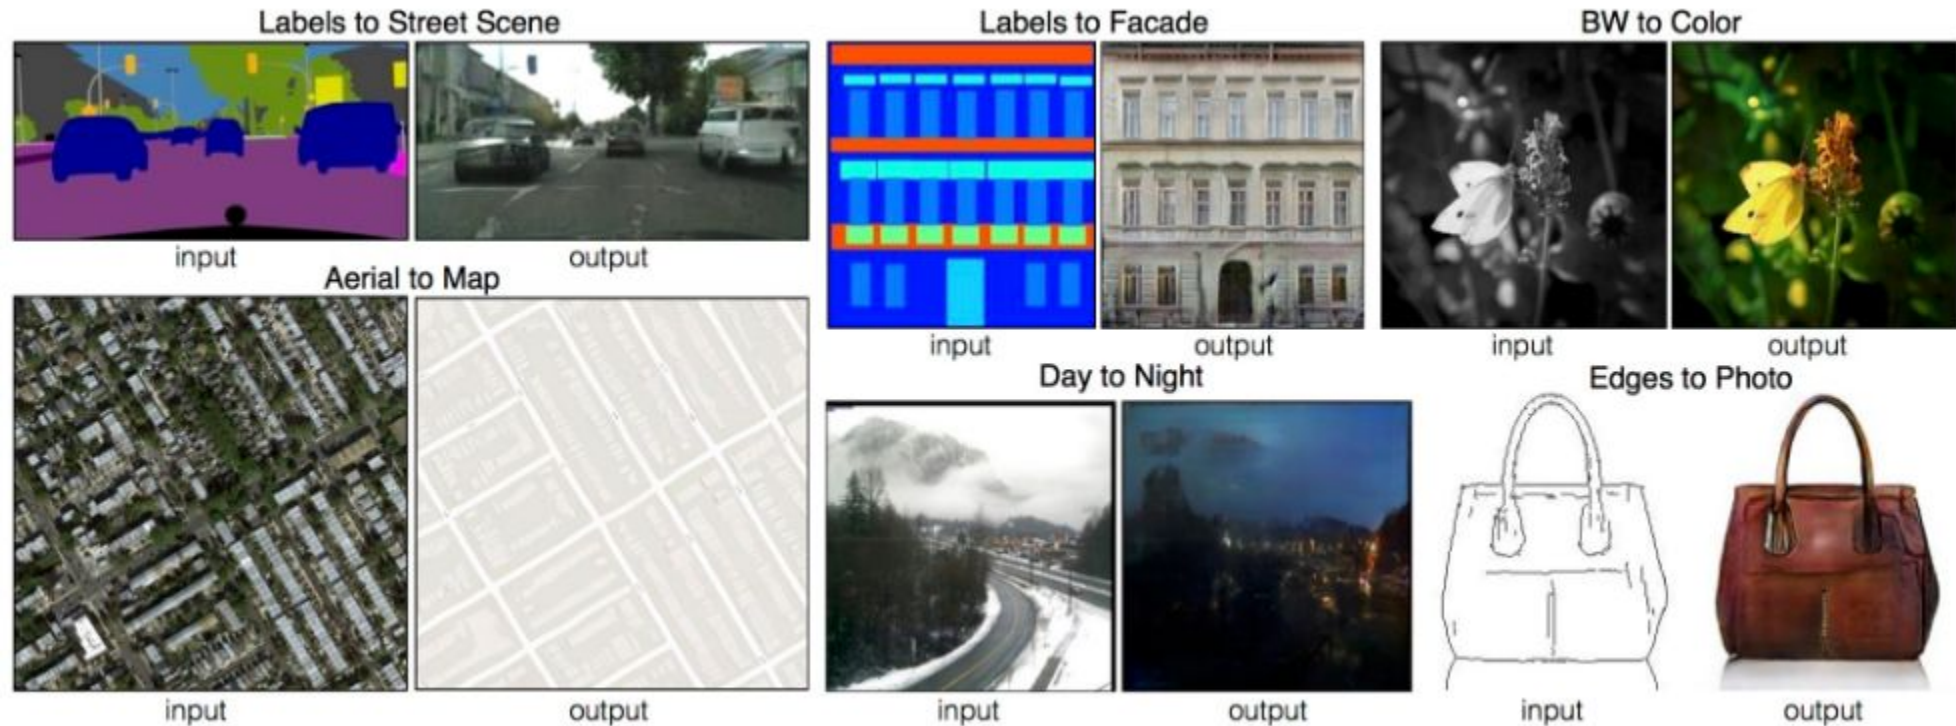 Labels to Street Scene
input
output
Labels to Facade
input
output
BW to Color
input
output
Aerial to Map
input
output
Day to Night
input
output
Edges to Photo
input
output